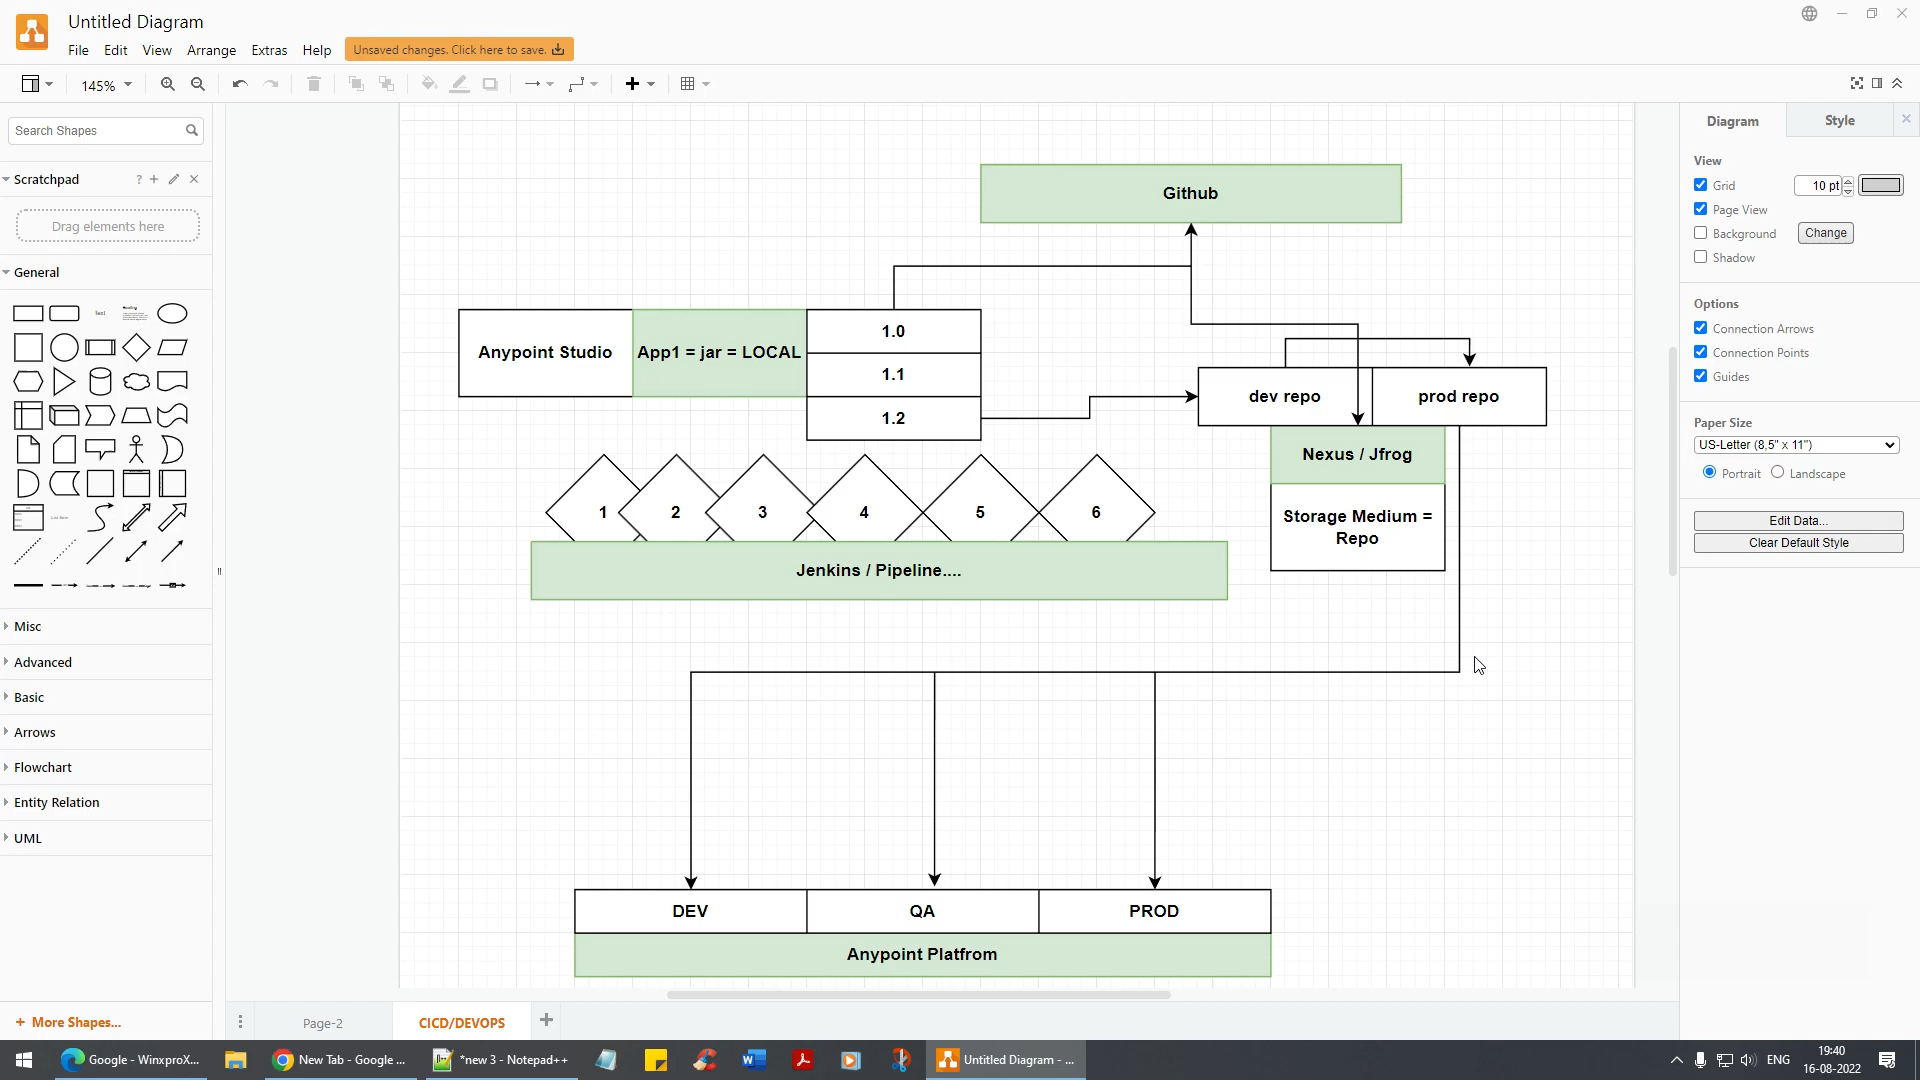 Untitled Diagram
File Edit View Arrange Extras Help Unsaved changes. Click here to save.
145%
Search Shapes
Scratchpad ?
Drag elements here
General
Text
Heading
Misc
Advanced
Basic
Arrows
Flowchart
Entity Relation
UML
+ More Shapes...
Github
Anypoint Studio
App1 = jar = LOCAL
1.0
1.1
1.2
dev repo
prod repo
Nexus / Jfrog
Storage Medium =
Repo
1 2 3 4 5 6
Jenkins / Pipeline....
DEV QA PROD
Anypoint Platfrom
Page-2 CICD/DEVOPS
Diagram Style
View
Grid 10 pt
Page View
Background Change
Shadow
Options
Connection Arrows
Connection Points
Guides
Paper Size
US-Letter (8,5" x 11")
Portrait Landscape
Edit Data...
Clear Default Style
Google - WinxproX... New Tab - Google ... *new 3 - Notepad++ Untitled Diagram - ... ENG
19:40
16-08-2022